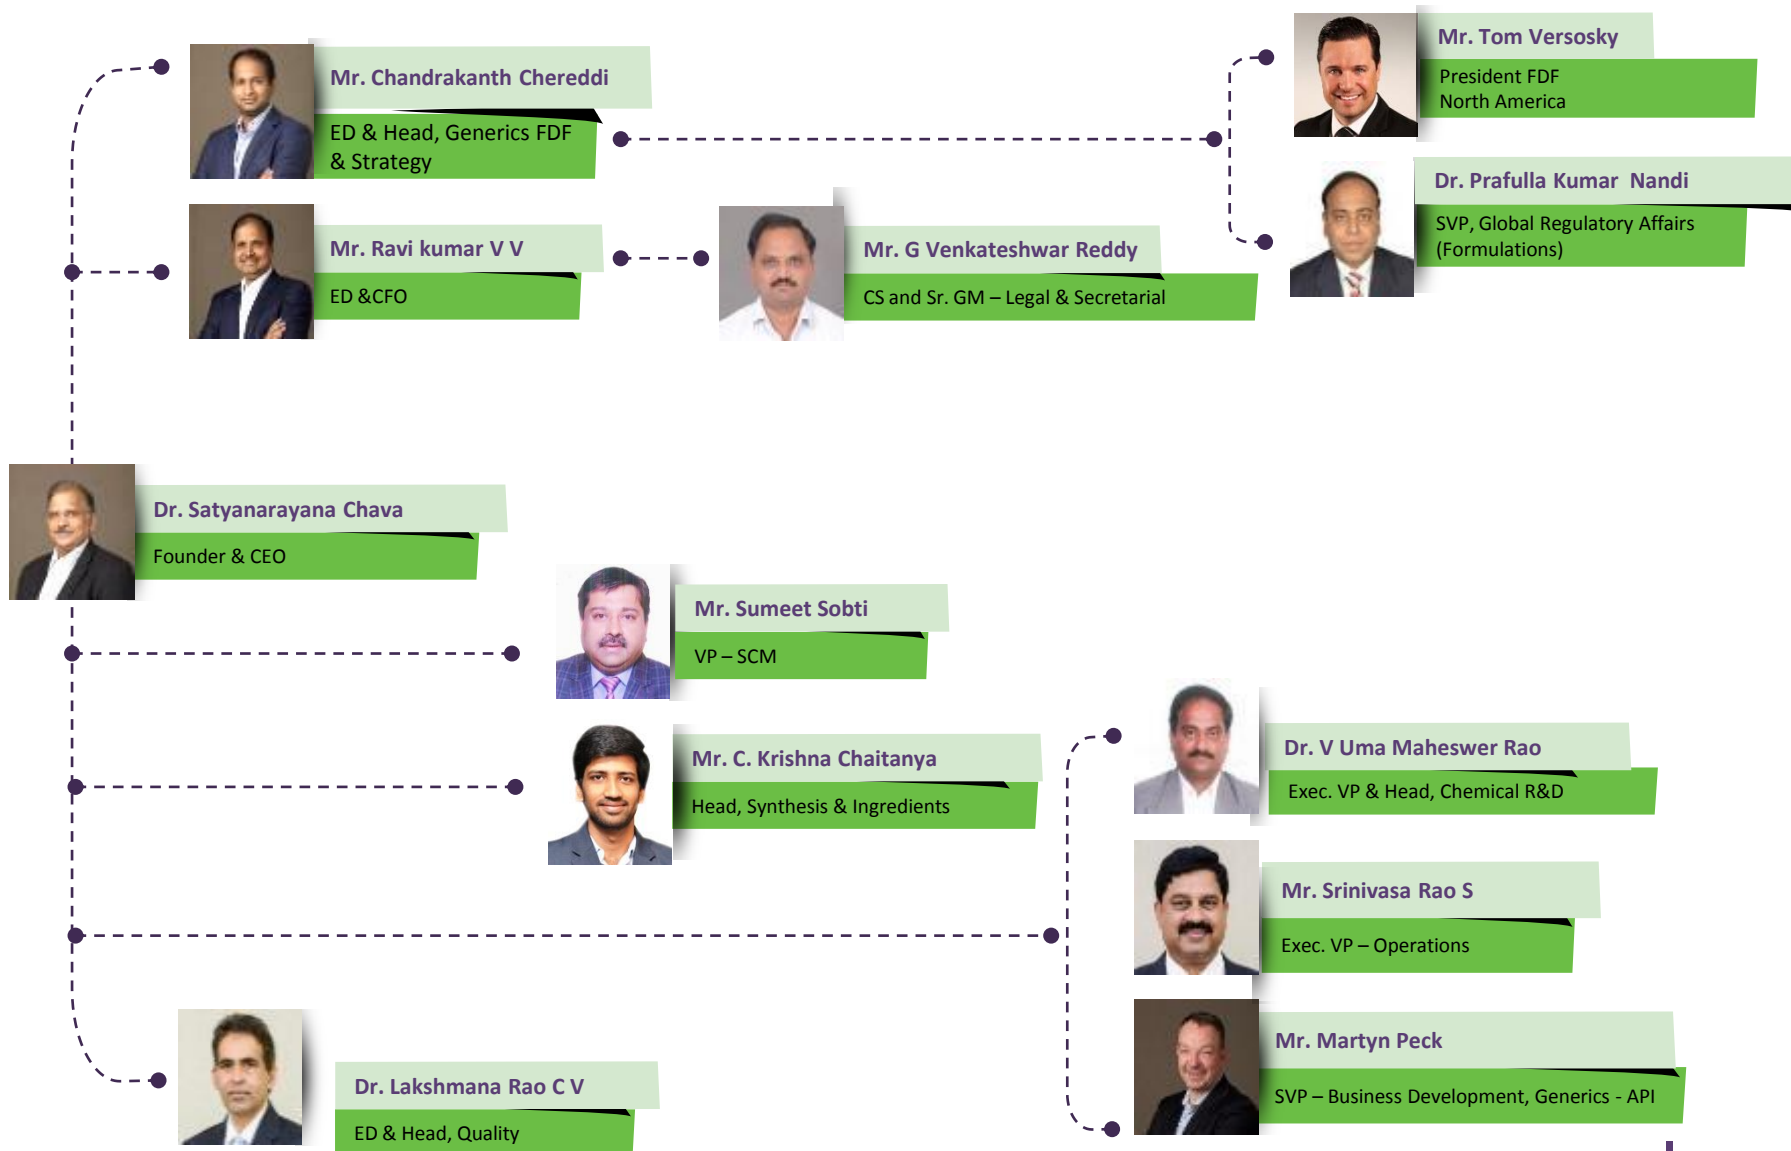 Mr. Chandrakanth Chereddi
ED & Head, Generics FDF
& Strategy
Mr. Tom Versosky
President FDF
North America
Dr. Prafulla Kumar Nandi
SVP, Global Regulatory Affairs
(Formulations)
Mr. Ravi kumar V V
ED &CFO
Mr. G Venkateshwar Reddy
CS and Sr. GM – Legal & Secretarial
Dr. Satyanarayana Chava
Founder & CEO
Mr. Sumeet Sobti
VP – SCM
Mr. C. Krishna Chaitanya
Head, Synthesis & Ingredients
Dr. V Uma Maheswer Rao
Exec. VP & Head, Chemical R&D
Mr. Srinivasa Rao S
Exec. VP – Operations
Mr. Martyn Peck
SVP – Business Development, Generics - API
Dr. Lakshmana Rao C V
ED & Head, Quality